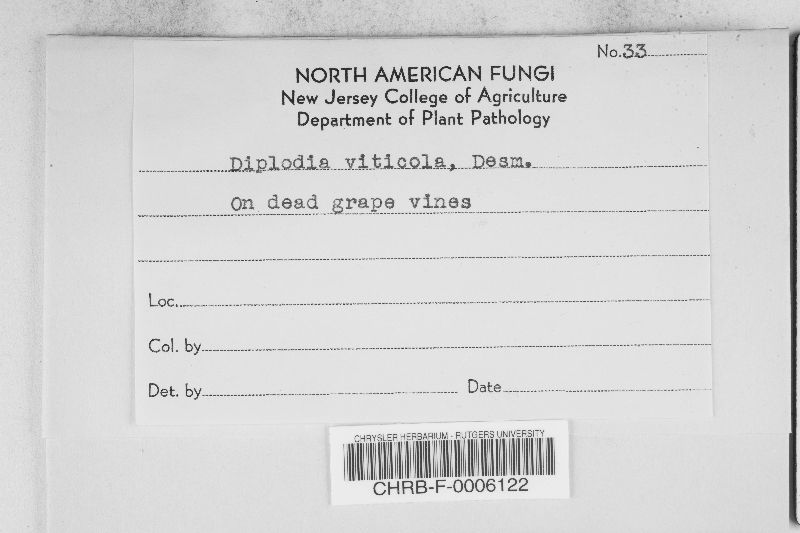 No. 33
NORTH AMERICAN FUNGI
New Jersey College of Agriculture
Department of Plant Pathology
Diplodia viticola, Desm.
On dead grape vines
Loc.
Col. by
Det. by Date
CHRYSLER HERBARIUM - RUTGERS UNIVERSITY
CHRB-F-0006122